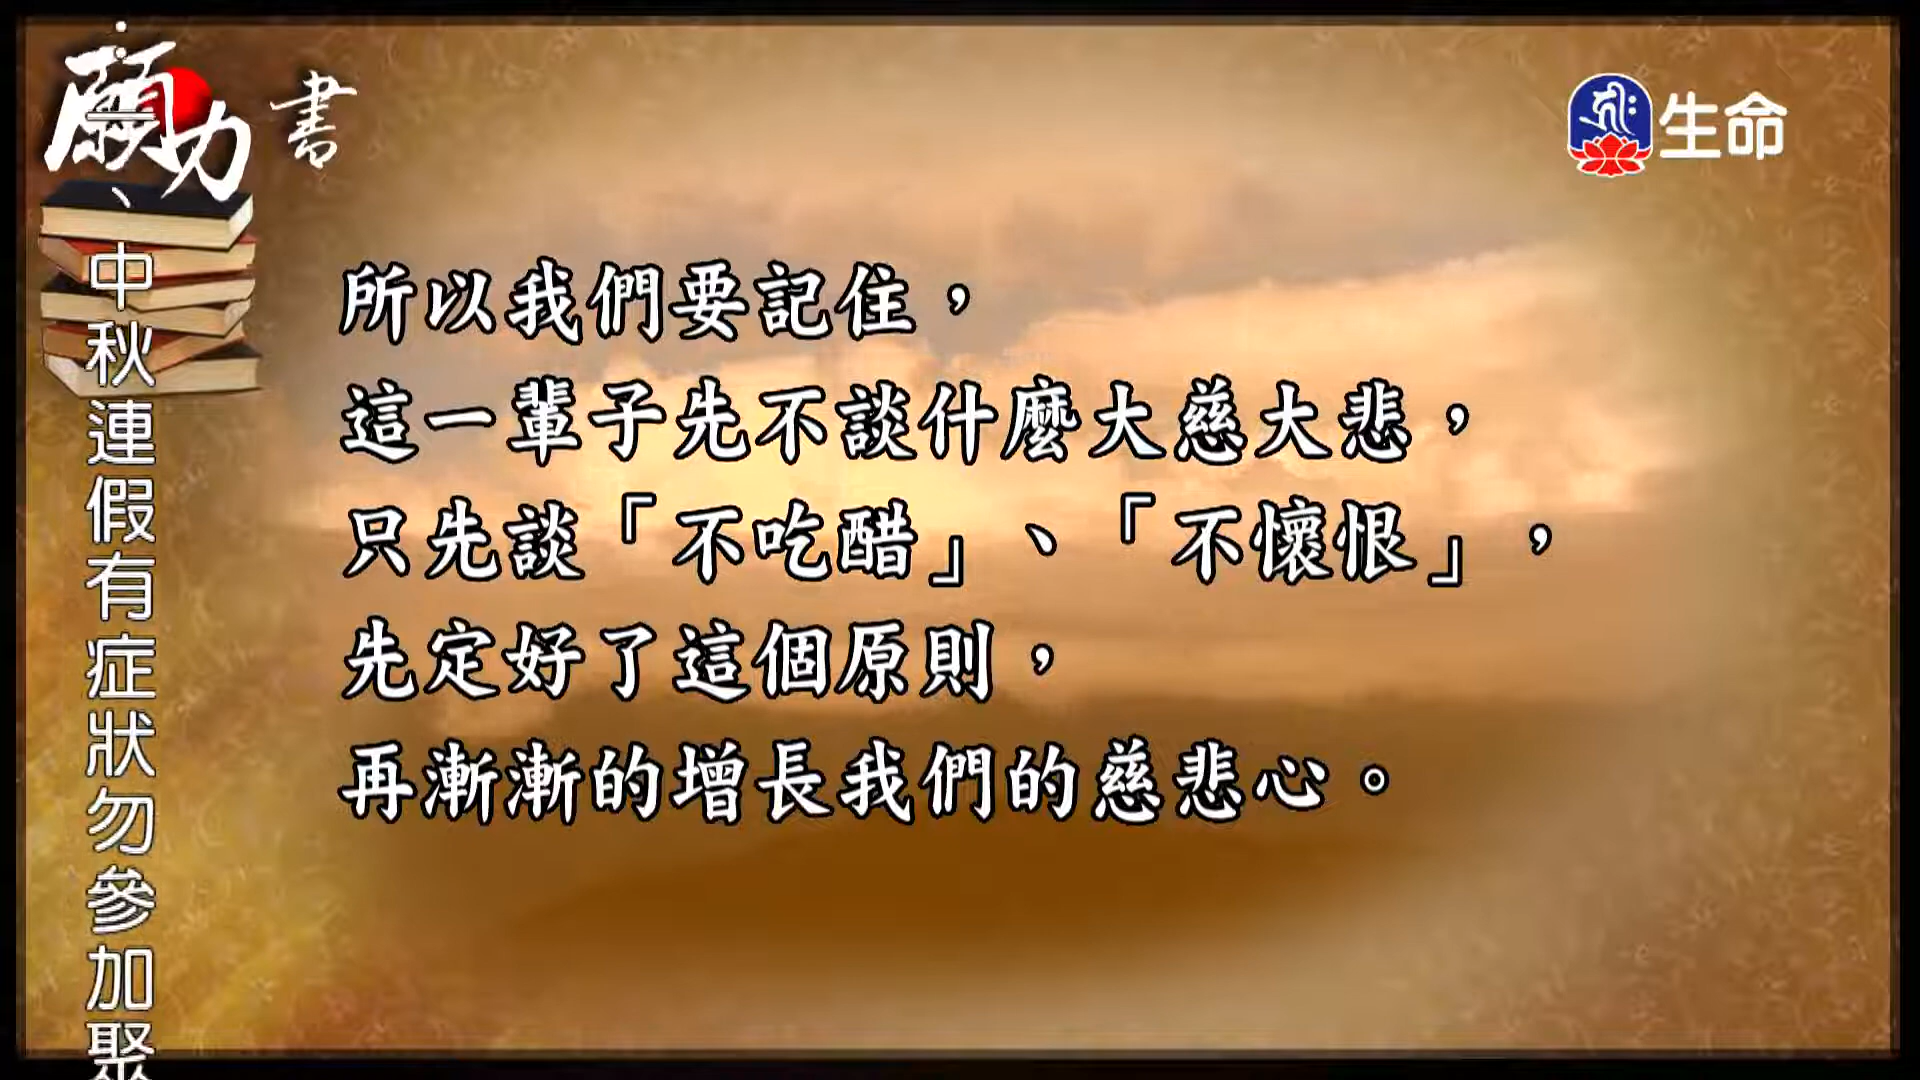 願力書
生命
所以我們要記住，
這一輩子先不談什麼大慈大悲，
只先談「不吃醋」、「不懷恨」，
先定好了這個原則，
再漸漸的增長我們的慈悲心。
、中秋連假有症狀勿參加聚